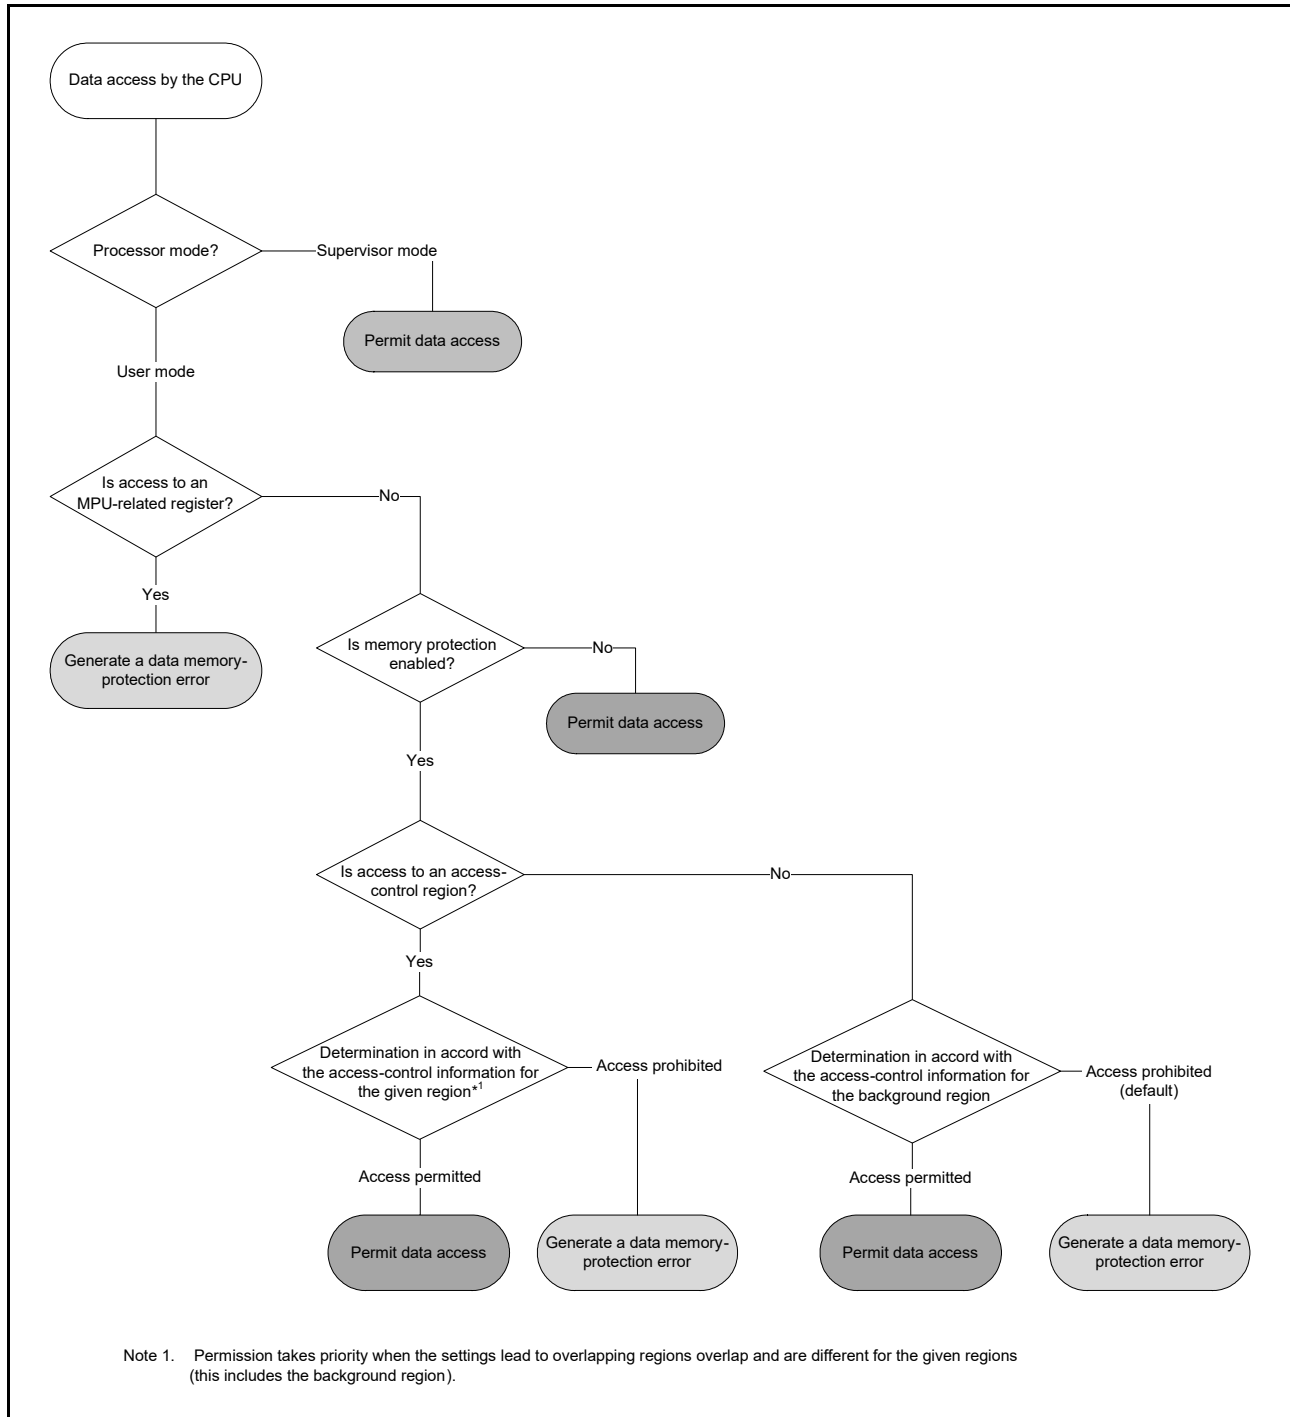 Data access by the CPU
Processor mode?
Supervisor mode
Permit data access
User mode
Is access to an
MPU-related register?
No
Yes
Generate a data memory-
protection error
Is memory protection
enabled?
No
Permit data access
Yes
Is access to an access-
control region?
No
Yes
Determination in accord with
the access-control information for
the given region*1
Access prohibited
Determination in accord with
the access-control information for
the background region
Access prohibited
(default)
Access permitted
Access permitted
Permit data access
Generate a data memory-
protection error
Permit data access
Generate a data memory-
protection error
Note 1. Permission takes priority when the settings lead to overlapping regions overlap and are different for the given regions
(this includes the background region).